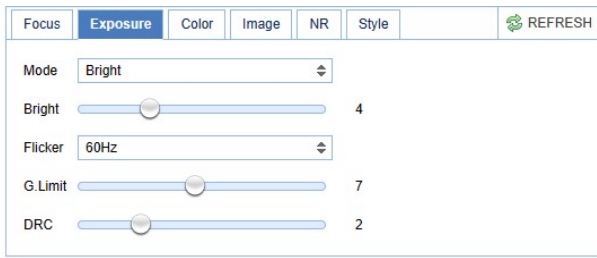 Focus Exposure Color Image NR Style REFRESH
Mode Bright
Bright 4
Flicker 60Hz
G.Limit 7
DRC 2